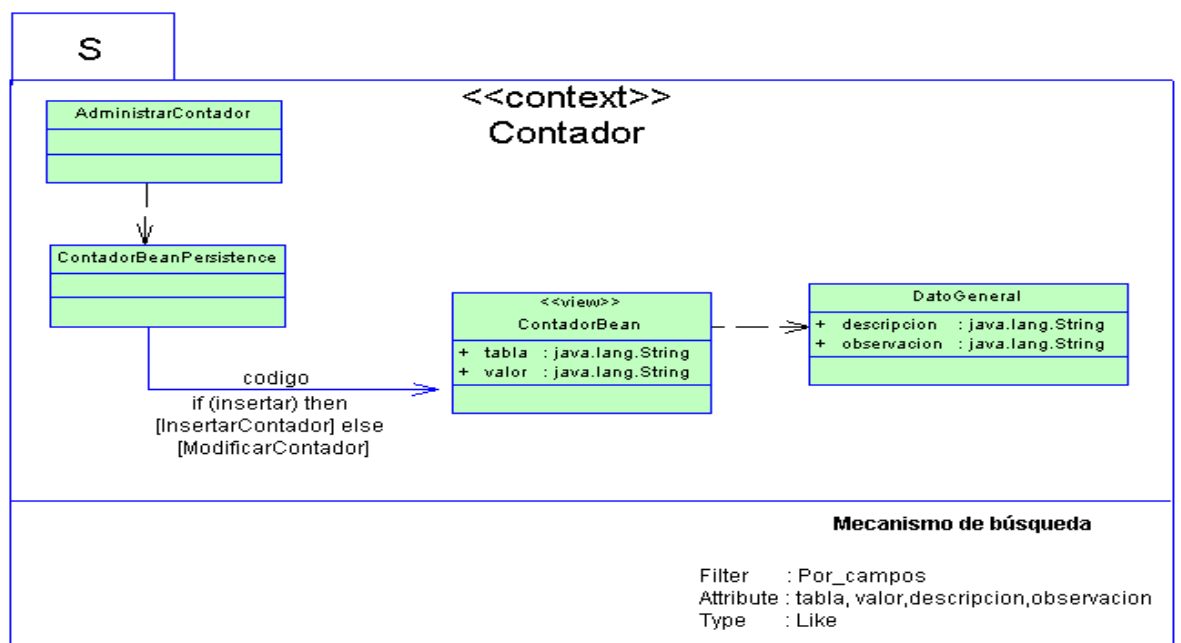 S
<<context>>
Contador
AdministrarContador
ContadorBeanPersistence
codigo
if (insertar) then
[InsertarContador] else
[ModificarContador]
<<view>>
ContadorBean
+ tabla : java.lang.String
+ valor : java.lang.String
DatoGeneral
+ descripcion : java.lang.String
+ observacion : java.lang.String
Mecanismo de búsqueda
Filter : Por_campos
Attribute : tabla, valor,descripcion,observacion
Type : Like